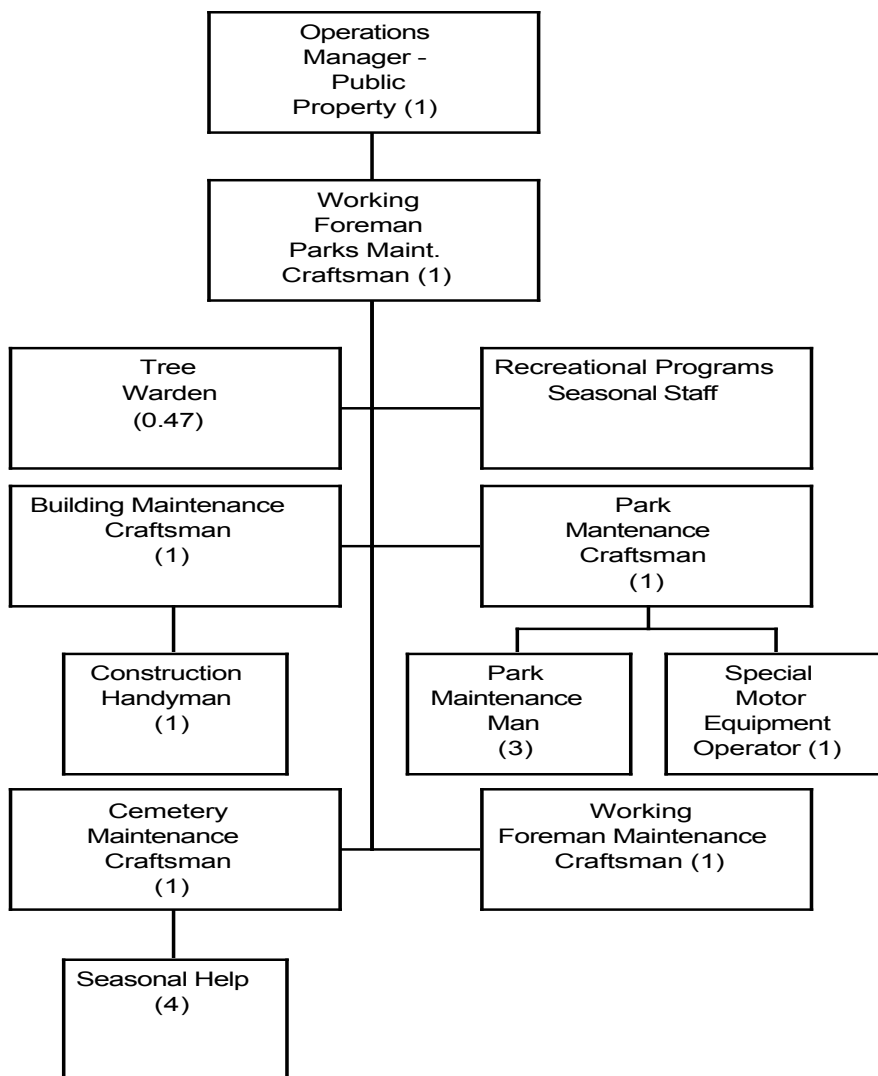 Operations
Manager -
Public
Property (1)
Working
Foreman
Parks Maint.
Craftsman (1)
Tree
Warden
(0.47)
Recreational Programs
Seasonal Staff
Building Maintenance
Craftsman
(1)
Park
Mantenance
Craftsman
(1)
Construction
Handyman
(1)
Park
Maintenance
Man
(3)
Special
Motor
Equipment
Operator (1)
Cemetery
Maintenance
Craftsman
(1)
Working
Foreman Maintenance
Craftsman (1)
Seasonal Help
(4)